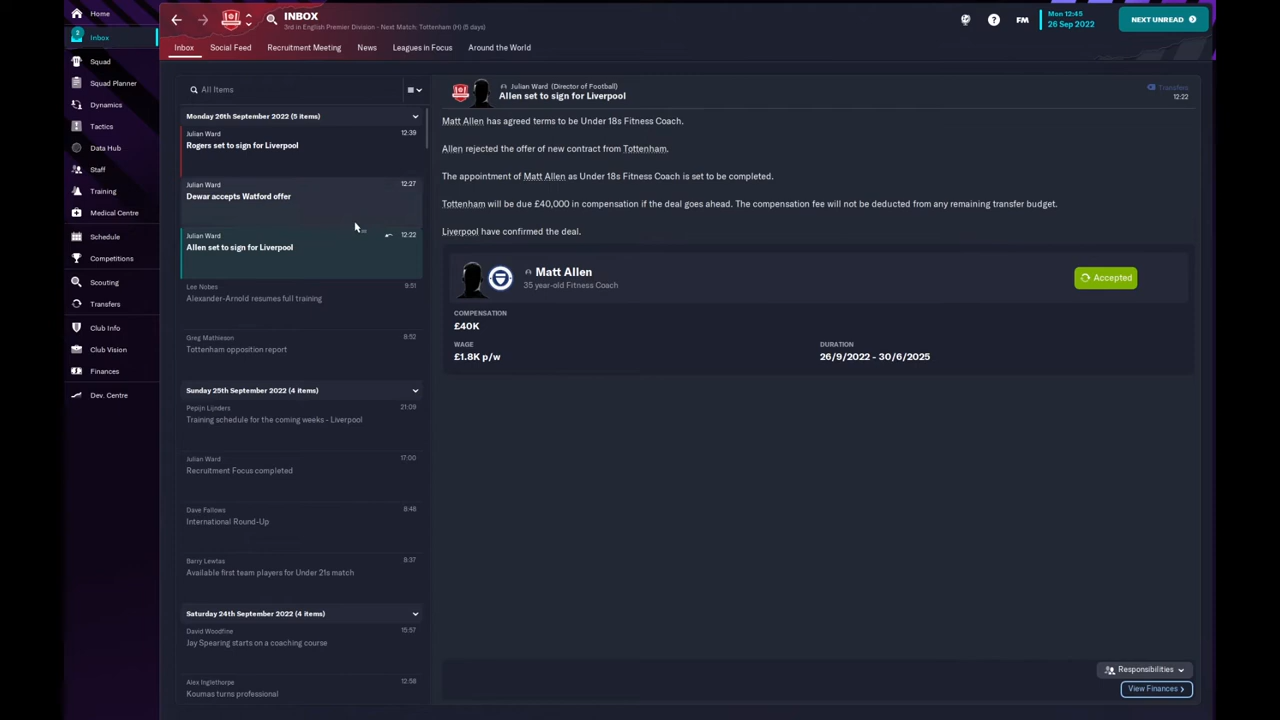 Home
INBOX
3rd in English Premier Division - Next Match: Tottenham (H) (5 days)
FM
Mon 12:45
26 Sep 2022
NEXT UNREAD
2
Inbox
Squad
Squad Planner
Dynamics
Tactics
Data Hub
Staff
Training
Medical Centre
Schedule
Competitions
Scouting
Transfers
Club Info
Club Vision
Finances
Dev. Centre
Inbox
Social Feed
Recruitment Meeting
News
Leagues in Focus
Around the World
All Items
Monday 26th September 2022 (5 items)
Julian Ward
12:39
Rogers set to sign for Liverpool
Julian Ward
12:27
Dewar accepts Watford offer
Julian Ward
12:22
Allen set to sign for Liverpool
Lee Nobes
9:51
Alexander-Arnold resumes full training
Greg Mathieson
8:52
Tottenham opposition report
Sunday 25th September 2022 (4 items)
Pepijn Lijnders
21:09
Training schedule for the coming weeks - Liverpool
Julian Ward
17:00
Recruitment Focus completed
Dave Fallows
8:48
International Round-Up
Barry Lewtas
8:37
Available first team players for Under 21s match
Saturday 24th September 2022 (4 items)
David Woodfine
15:57
Jay Spearing starts on a coaching course
Alex Inglethorpe
12:58
Koumas turns professional
Julian Ward (Director of Football)
Allen set to sign for Liverpool
Transfers
12:22
Matt Allen has agreed terms to be Under 18s Fitness Coach.
Allen rejected the offer of new contract from Tottenham.
The appointment of Matt Allen as Under 18s Fitness Coach is set to be completed.
Tottenham will be due £40,000 in compensation if the deal goes ahead. The compensation fee will not be deducted from any remaining transfer budget.
Liverpool have confirmed the deal.
Matt Allen
35 year-old Fitness Coach
Accepted
COMPENSATION
£40K
WAGE
£1.8K p/w
DURATION
26/9/2022 - 30/6/2025
Responsibilities
View Finances